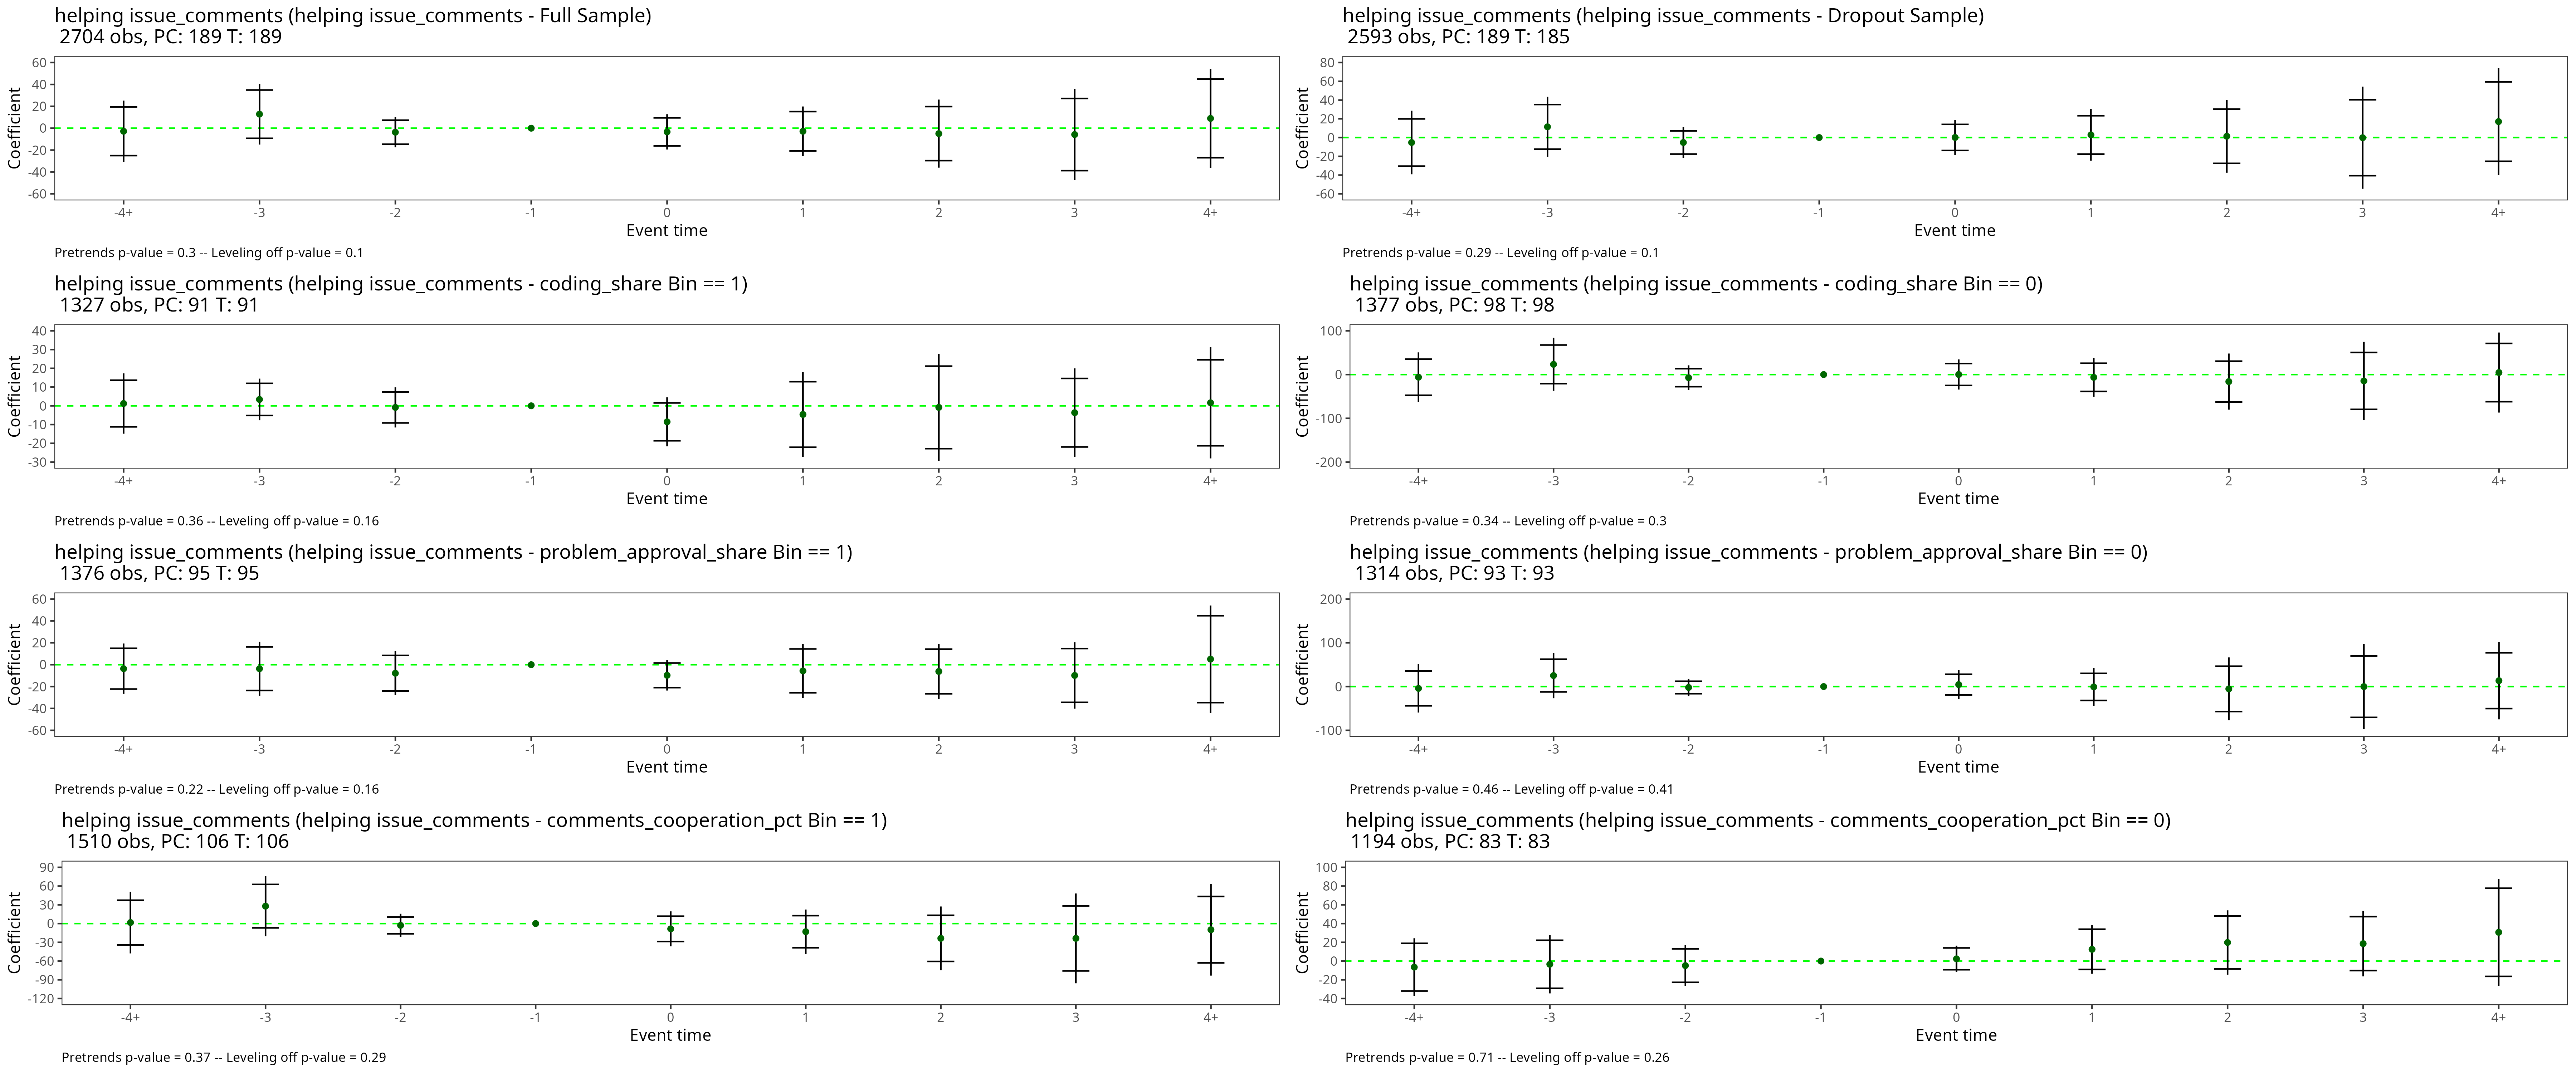 helping issue_comments (helping issue_comments - Full Sample)
2704 obs, PC: 189 T: 189
60
40
20
0
-20
-40
-60
Coefficient
-4+ -3 -2 -1 0 1 2 3 4+
Event time
Pretrends p-value = 0.3 -- Leveling off p-value = 0.1
helping issue_comments (helping issue_comments - Dropout Sample)
2593 obs, PC: 189 T: 185
80
60
40
20
0
-20
-40
-60
Coefficient
-4+ -3 -2 -1 0 1 2 3 4+
Event time
Pretrends p-value = 0.29 -- Leveling off p-value = 0.1
helping issue_comments (helping issue_comments - coding_share Bin == 1)
1327 obs, PC: 91 T: 91
40
30
20
10
0
-10
-20
-30
Coefficient
-4+ -3 -2 -1 0 1 2 3 4+
Event time
Pretrends p-value = 0.36 -- Leveling off p-value = 0.16
helping issue_comments (helping issue_comments - coding_share Bin == 0)
1377 obs, PC: 98 T: 98
100
0
-100
-200
Coefficient
-4+ -3 -2 -1 0 1 2 3 4+
Event time
Pretrends p-value = 0.34 -- Leveling off p-value = 0.3
helping issue_comments (helping issue_comments - problem_approval_share Bin == 1)
1376 obs, PC: 95 T: 95
60
40
20
0
-20
-40
-60
Coefficient
-4+ -3 -2 -1 0 1 2 3 4+
Event time
Pretrends p-value = 0.22 -- Leveling off p-value = 0.16
helping issue_comments (helping issue_comments - problem_approval_share Bin == 0)
1314 obs, PC: 93 T: 93
200
100
0
-100
Coefficient
-4+ -3 -2 -1 0 1 2 3 4+
Event time
Pretrends p-value = 0.46 -- Leveling off p-value = 0.41
helping issue_comments (helping issue_comments - comments_cooperation_pct Bin == 1)
1510 obs, PC: 106 T: 106
90
60
30
0
-30
-60
-90
-120
Coefficient
-4+ -3 -2 -1 0 1 2 3 4+
Event time
Pretrends p-value = 0.37 -- Leveling off p-value = 0.29
helping issue_comments (helping issue_comments - comments_cooperation_pct Bin == 0)
1194 obs, PC: 83 T: 83
100
80
60
40
20
0
-20
-40
Coefficient
-4+ -3 -2 -1 0 1 2 3 4+
Event time
Pretrends p-value = 0.71 -- Leveling off p-value = 0.26